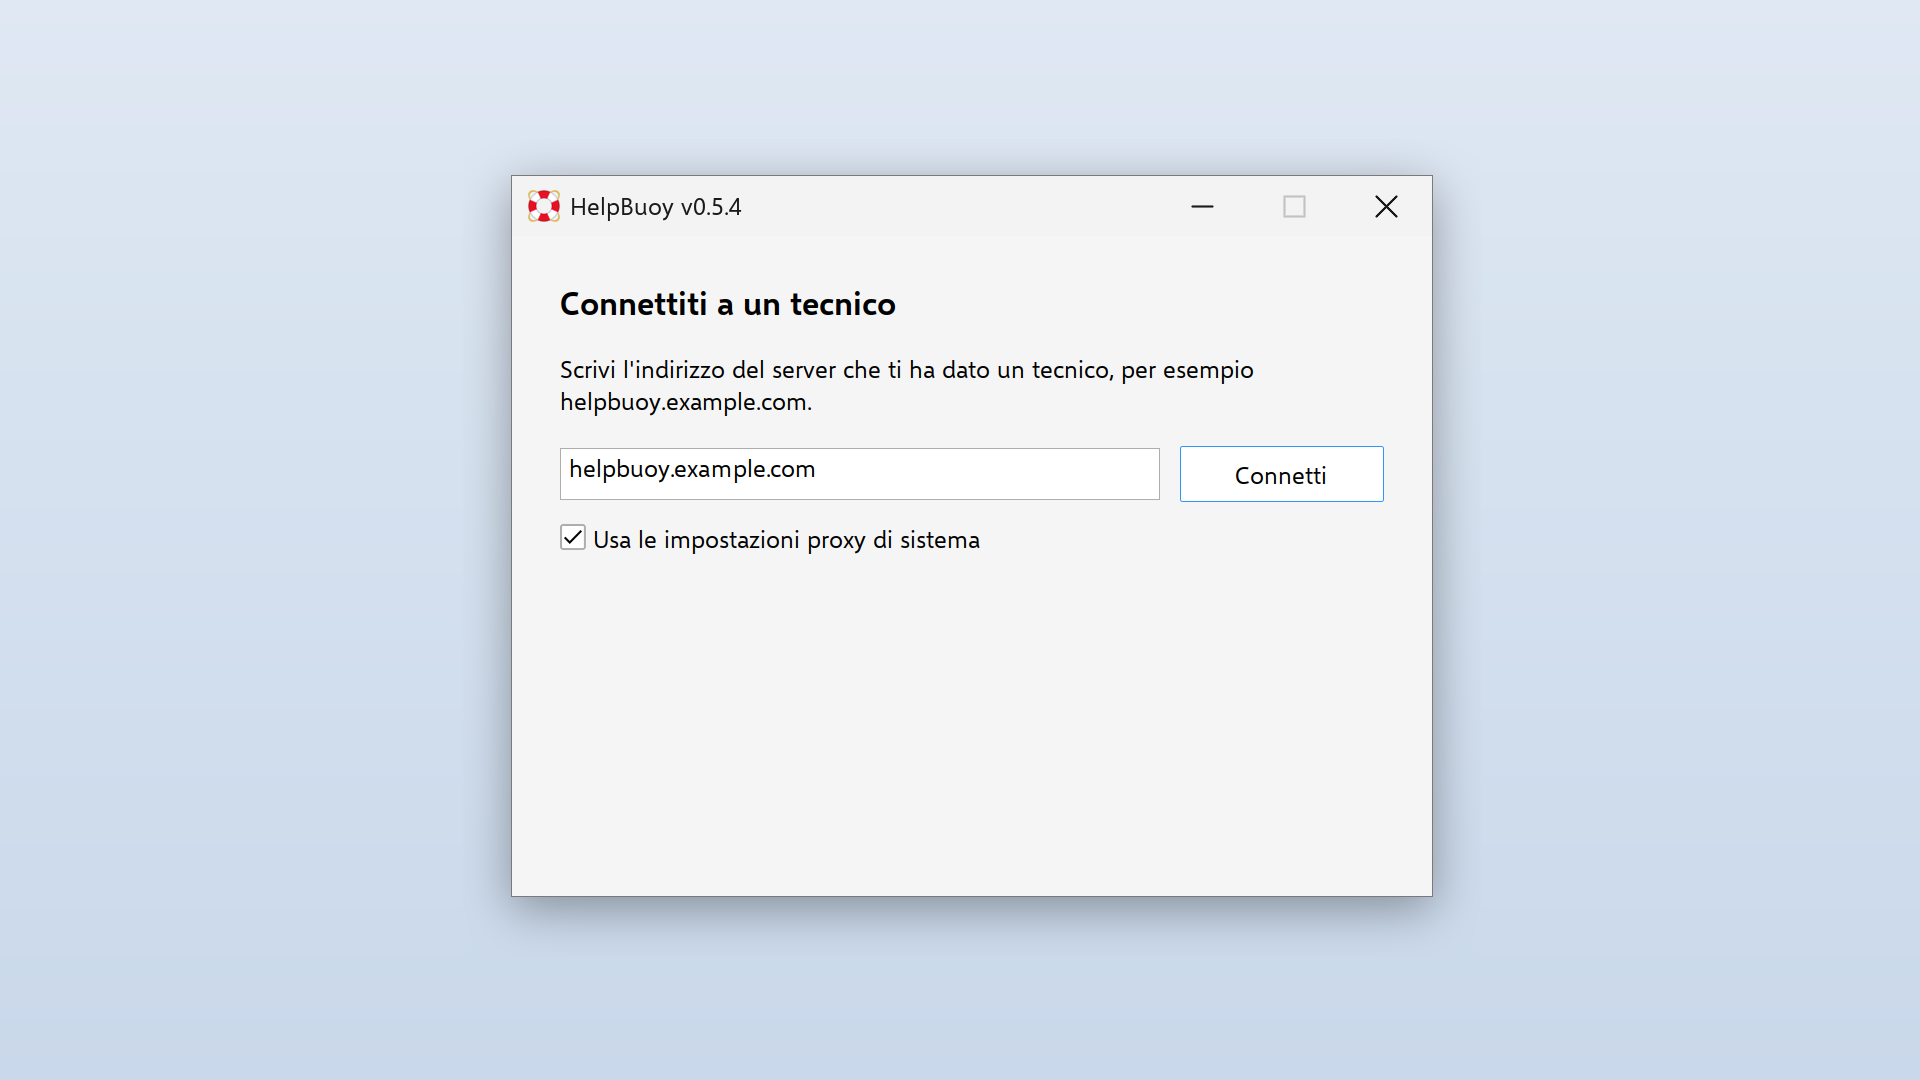 HelpBuoy v0.5.4
Connettiti a un tecnico
Scrivi l'indirizzo del server che ti ha dato un tecnico, per esempio
helpbuoy.example.com.
helpbuoy.example.com
Connetti
Usa le impostazioni proxy di sistema